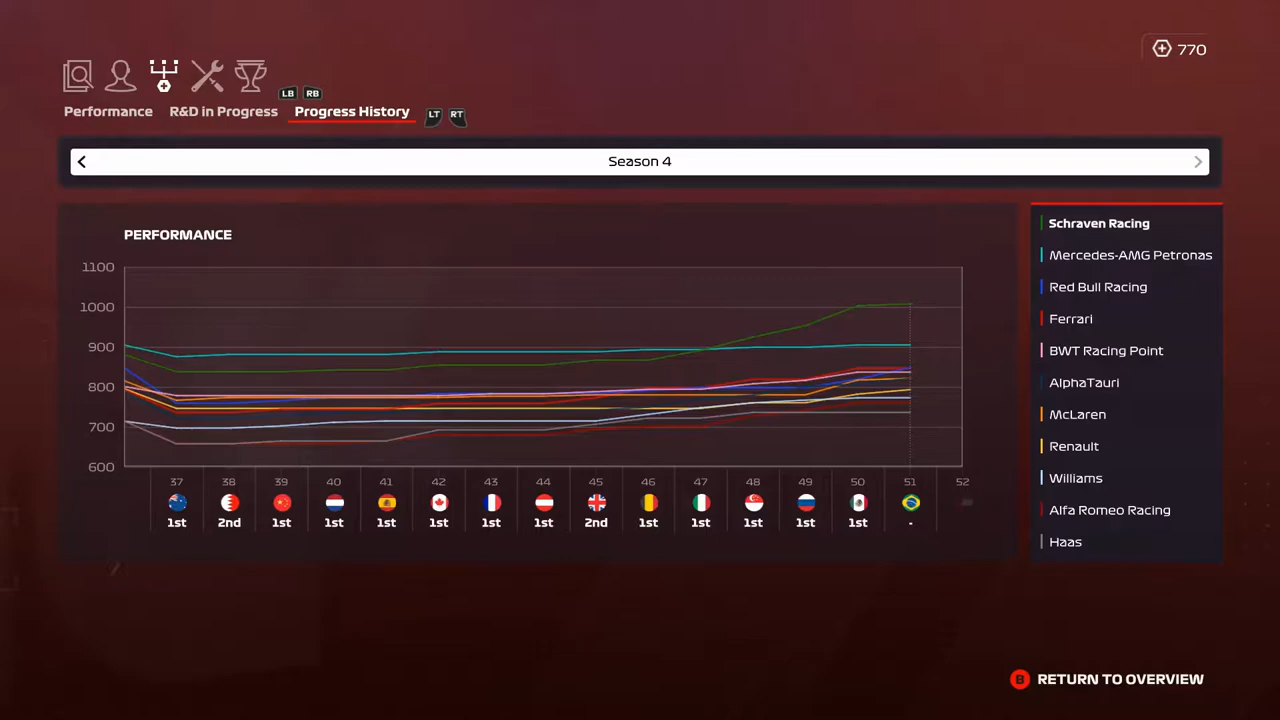 770
LB RB
Performance R&D in Progress Progress History LT RT
Season 4
PERFORMANCE
1100
1000
900
800
700
600
37 38 39 40 41 42 43 44 45 46 47 48 49 50 51 52
1st 2nd 1st 1st 1st 1st 1st 1st 2nd 1st 1st 1st 1st 1st -
Schraven Racing
Mercedes-AMG Petronas
Red Bull Racing
Ferrari
BWT Racing Point
AlphaTauri
McLaren
Renault
Williams
Alfa Romeo Racing
Haas
B RETURN TO OVERVIEW